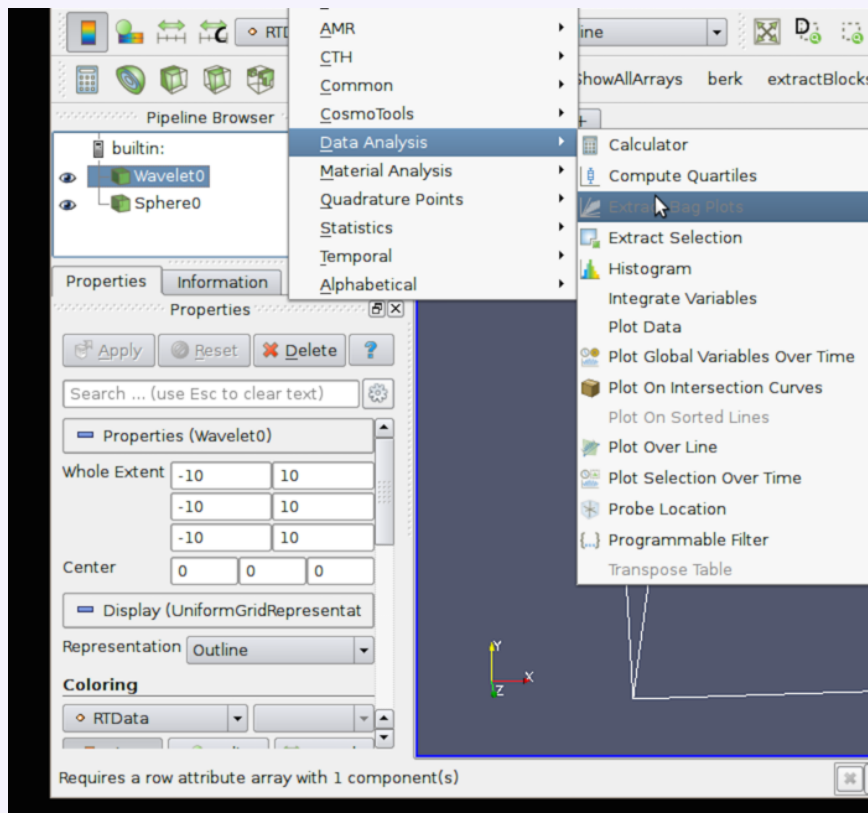 RTD
ine
AMR
CTH
Common
CosmoTools
Data Analysis
Material Analysis
Quadrature Points
Statistics
Temporal
Alphabetical
ShowAllArrays berk extractBlocks
Pipeline Browser
builtin:
Wavelet0
Sphere0
Calculator
Compute Quartiles
Extract Bag Plots
Extract Selection
Histogram
Integrate Variables
Plot Data
Plot Global Variables Over Time
Plot On Intersection Curves
Plot On Sorted Lines
Plot Over Line
Plot Selection Over Time
Probe Location
{...} Programmable Filter
Transpose Table
Properties Information
Properties
Apply Reset Delete ?
Search ... (use Esc to clear text)
Properties (Wavelet0)
Whole Extent -10 10
-10 10
-10 10
Center 0 0 0
Display (UniformGridRepresentat
Representation Outline
Coloring
RTData
Y
X
Z
Requires a row attribute array with 1 component(s)